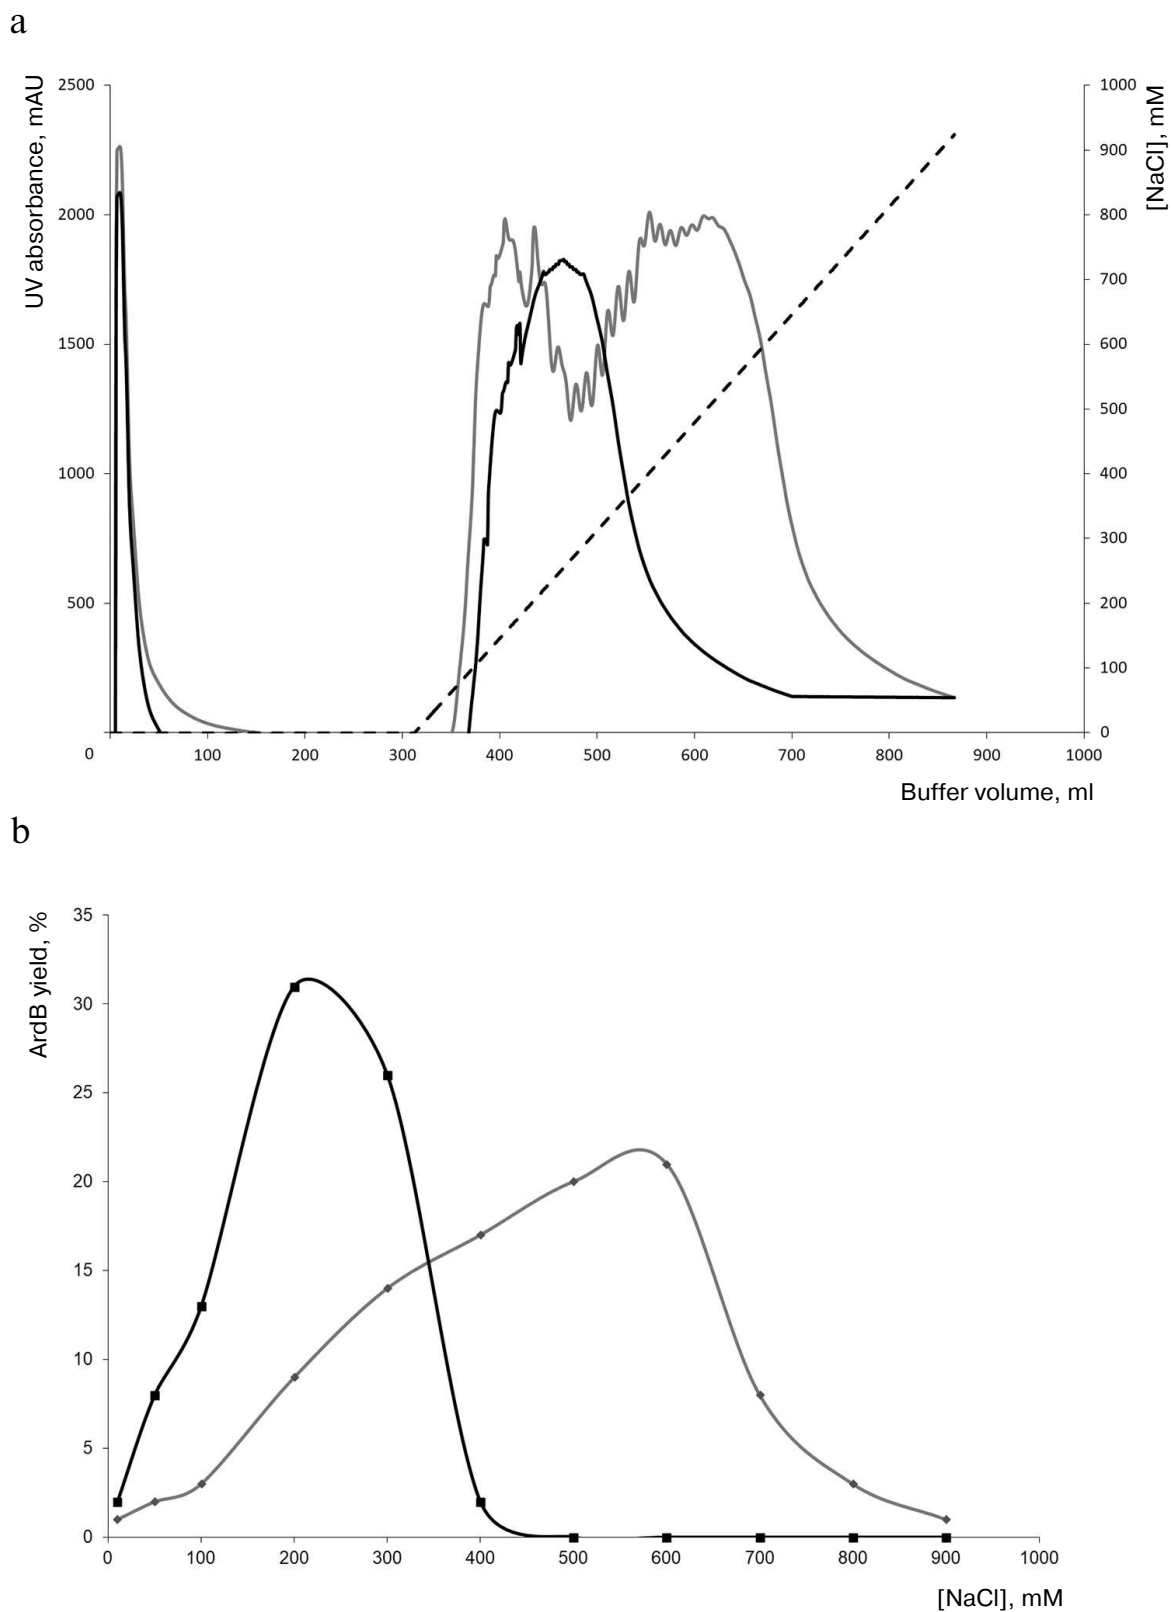 a
UV absorbance, mAU
2500
2000
1500
1000
500
0
[NaCl], mM
1000
900
800
700
600
500
400
300
200
100
0
100 200 300 400 500 600 700 800 900 1000
Buffer volume, ml
b
ArdB yield, %
35
30
25
20
15
10
5
0
0 100 200 300 400 500 600 700 800 900 1000
[NaCl], mM